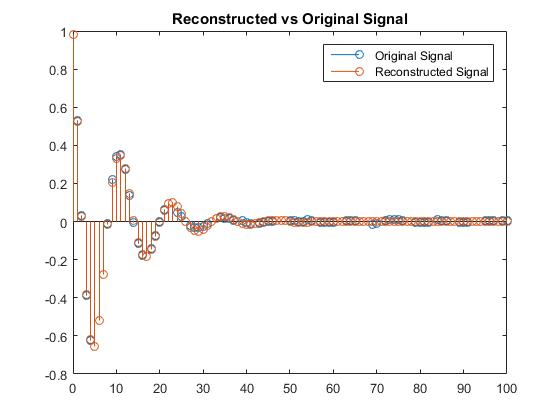 Reconstructed vs Original Signal
1
Original Signal
Reconstructed Signal
0.8
0.6
0.4
0.2
0
-0.2
-0.4
-0.6
-0.8
0 10 20 30 40 50 60 70 80 90 100